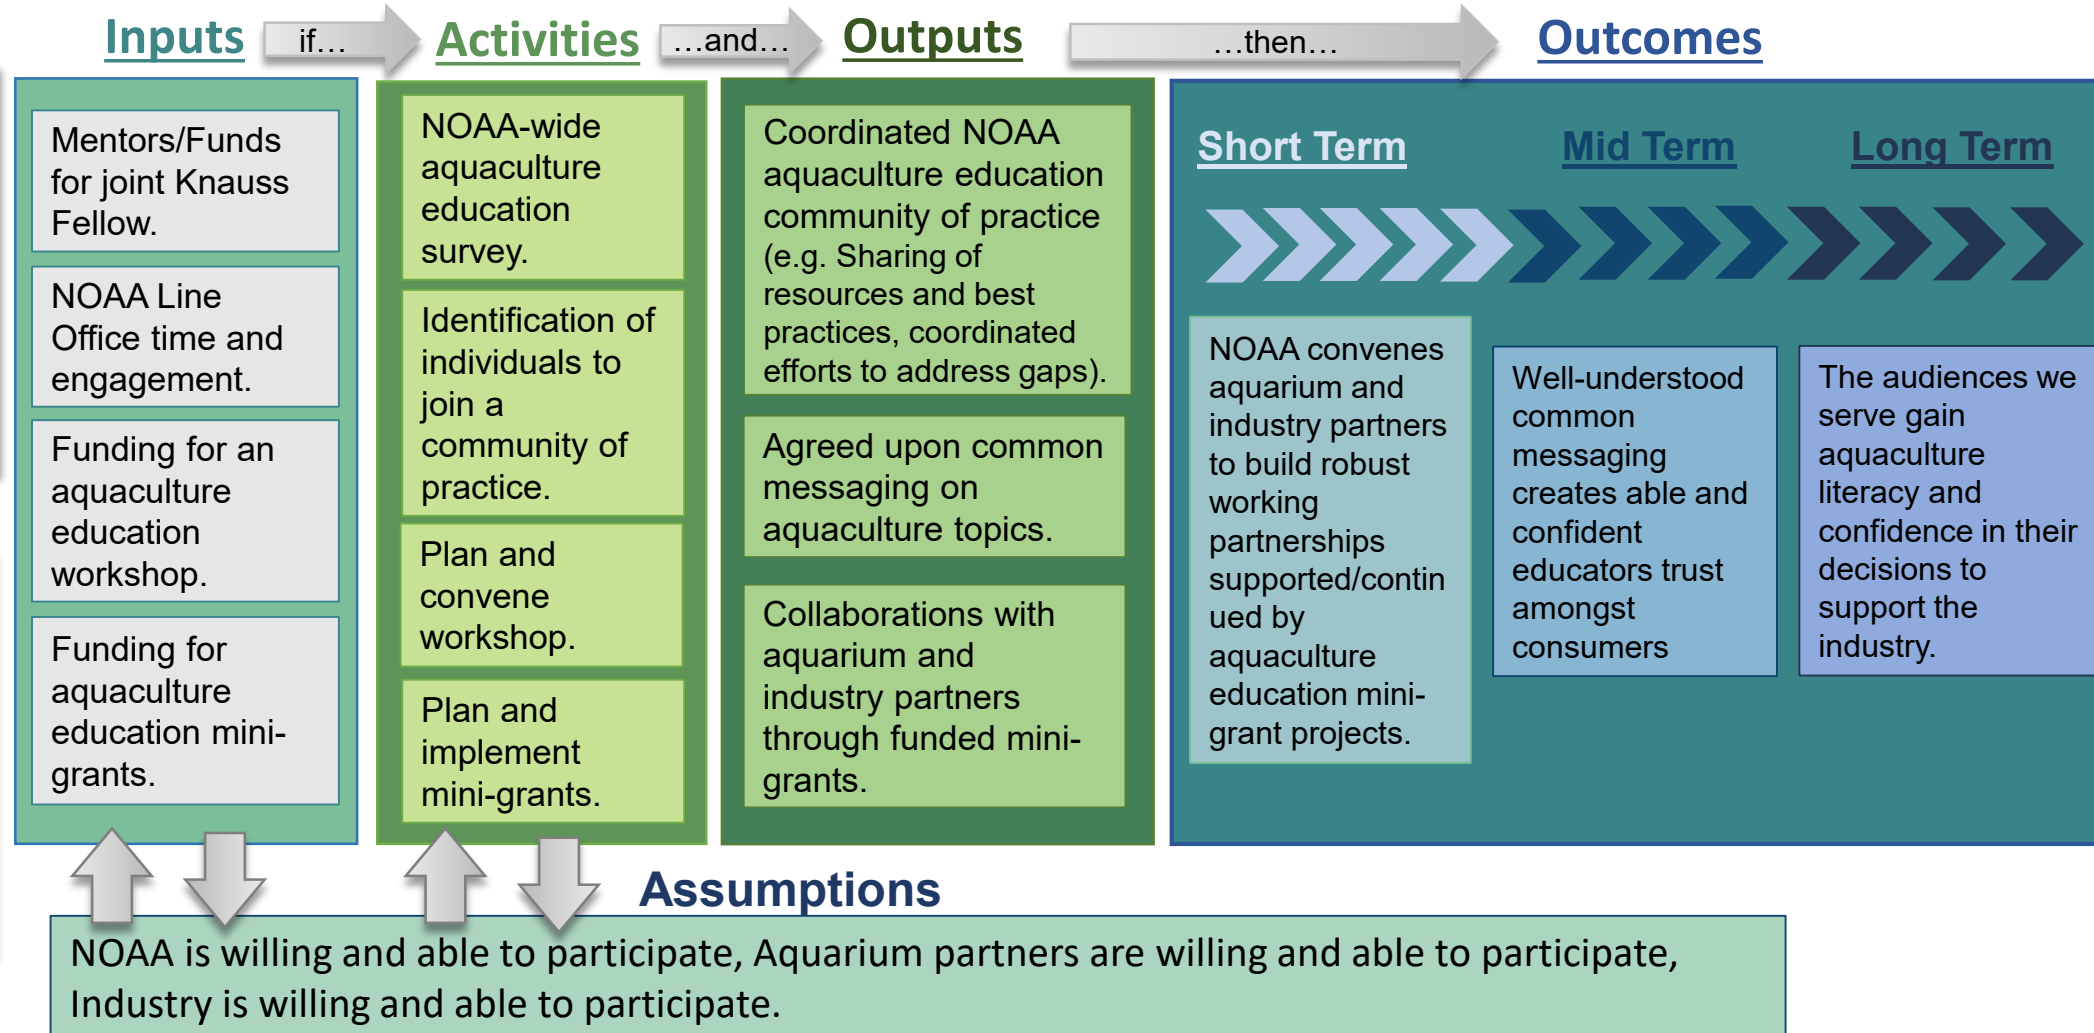 Inputs
if...
Activities
...and...
Outputs
...then...
Outcomes
Mentors/Funds
for joint Knauss
Fellow.
NOAA Line
Office time and
engagement.
Funding for an
aquaculture
education
workshop.
Funding for
aquaculture
education mini-
grants.
NOAA-wide
aquaculture
education
survey.
Identification of
individuals to
join a
community of
practice.
Plan and
convene
workshop.
Plan and
implement
mini-grants.
Coordinated NOAA
aquaculture education
community of practice
(e.g. Sharing of
resources and best
practices, coordinated
efforts to address gaps).
Agreed upon common
messaging on
aquaculture topics.
Collaborations with
aquarium and
industry partners
through funded mini-
grants.
Short Term
Mid Term
Long Term
NOAA convenes
aquarium and
industry partners
to build robust
working
partnerships
supported/contin
ued by
aquaculture
education mini-
grant projects.
Well-understood
common
messaging
creates able and
confident
educators trust
amongst
consumers
The audiences we
serve gain
aquaculture
literacy and
confidence in their
decisions to
support the
industry.
Assumptions
NOAA is willing and able to participate, Aquarium partners are willing and able to participate,
Industry is willing and able to participate.